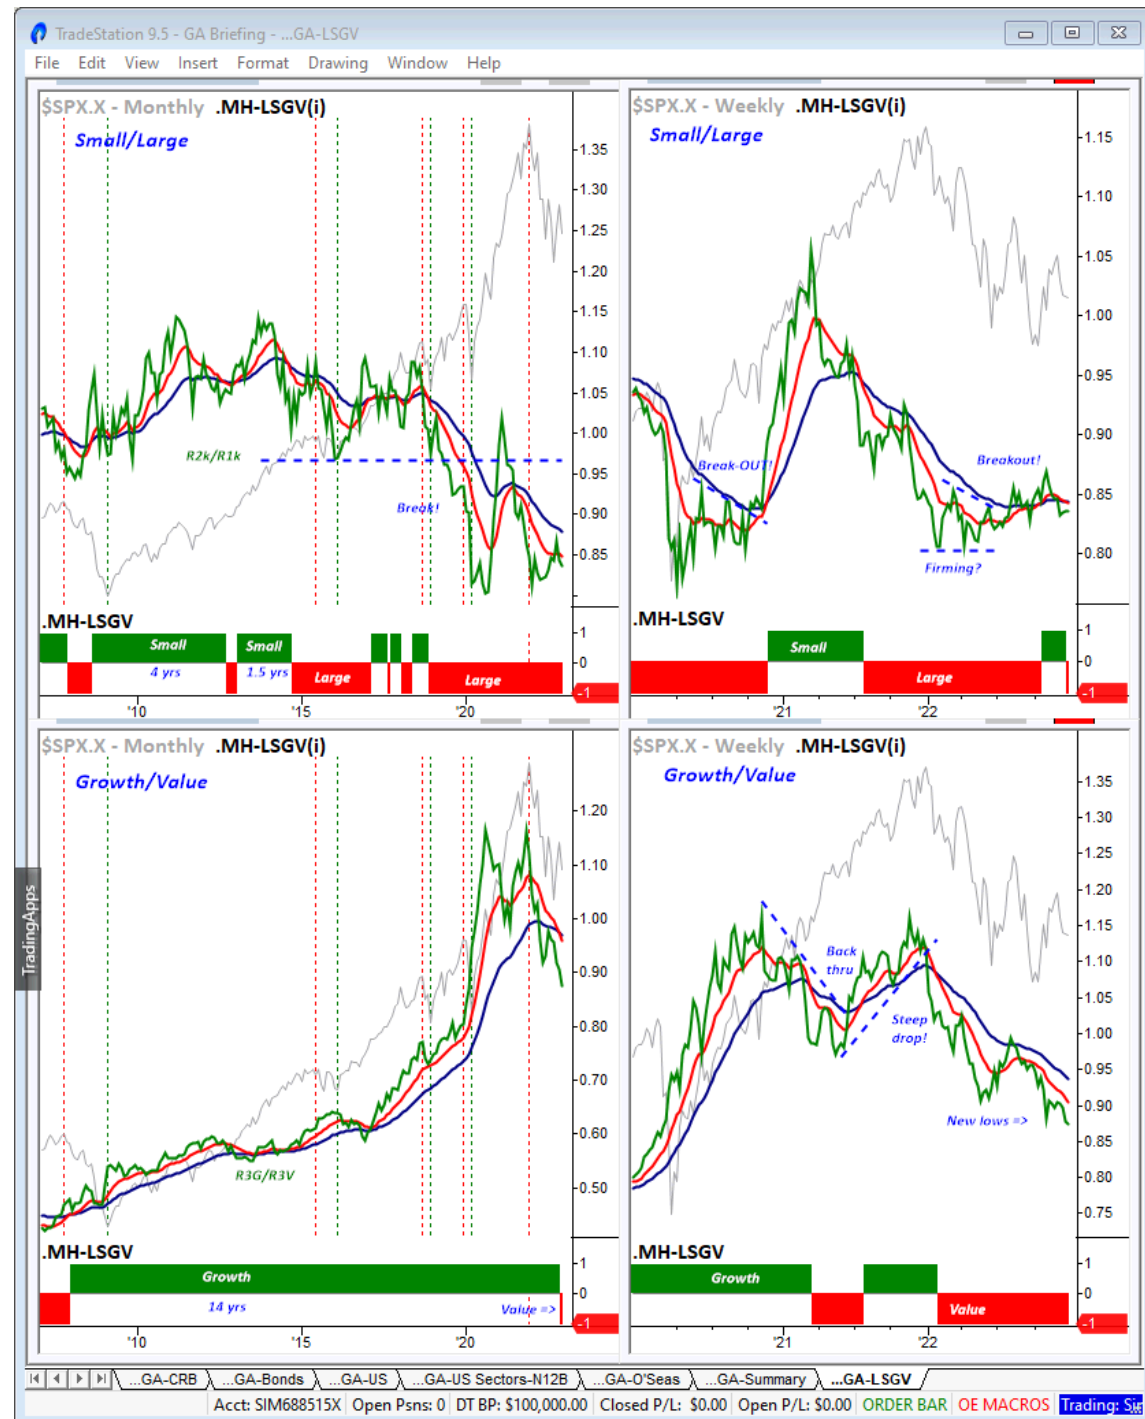 TradeStation 9.5 - GA Briefing - ...GA-LSGV
File Edit View Insert Format Drawing Window Help
$SPX.X - Monthly .MH-LSGV(i)
Small/Large
1.35
1.30
1.25
1.20
1.15
1.10
1.05
1.00
0.95
0.90
0.85
R2k/R1k
Break!
.MH-LSGV
Small
4 yrs
Small
1.5 yrs
Large
Large
1
0
-1
'10 '15 '20
$SPX.X - Weekly .MH-LSGV(i)
Small/Large
1.15
1.10
1.05
1.00
0.95
0.90
0.85
0.80
Break-OUT!
Breakout!
Firming?
.MH-LSGV
Small
Large
1
0
-1
'21 '22
$SPX.X - Monthly .MH-LSGV(i)
Growth/Value
1.20
1.10
1.00
0.90
0.80
0.70
0.60
0.50
R3G/R3V
.MH-LSGV
Growth
14 yrs
Value =>
1
0
-1
'10 '15 '20
$SPX.X - Weekly .MH-LSGV(i)
Growth/Value
1.35
1.30
1.25
1.20
1.15
1.10
1.05
1.00
0.95
0.90
0.85
0.80
0.75
Back
thru
Steep
drop!
New lows =>
.MH-LSGV
Growth
Value
1
0
-1
'21 '22
TradingApps
...GA-CRB ...GA-Bonds ...GA-US ...GA-US Sectors-N12B ...GA-O'Seas ...GA-Summary ...GA-LSGV
Acct: SIM688515X Open Psns: 0 DT BP: $100,000.00 Closed P/L: $0.00 Open P/L: $0.00 ORDER BAR OE MACROS Trading: